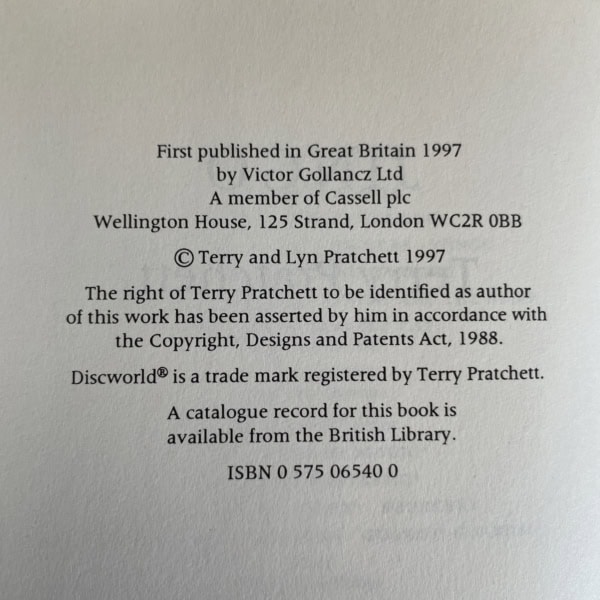 First published in Great Britain 1997
by Victor Gollancz Ltd
A member of Cassell plc
Wellington House, 125 Strand, London WC2R 0BB
© Terry and Lyn Pratchett 1997
The right of Terry Pratchett to be identified as author
of this work has been asserted by him in accordance with
the Copyright, Designs and Patents Act, 1988.
Discworld® is a trade mark registered by Terry Pratchett.
A catalogue record for this book is
available from the British Library.
ISBN 0 575 06540 0